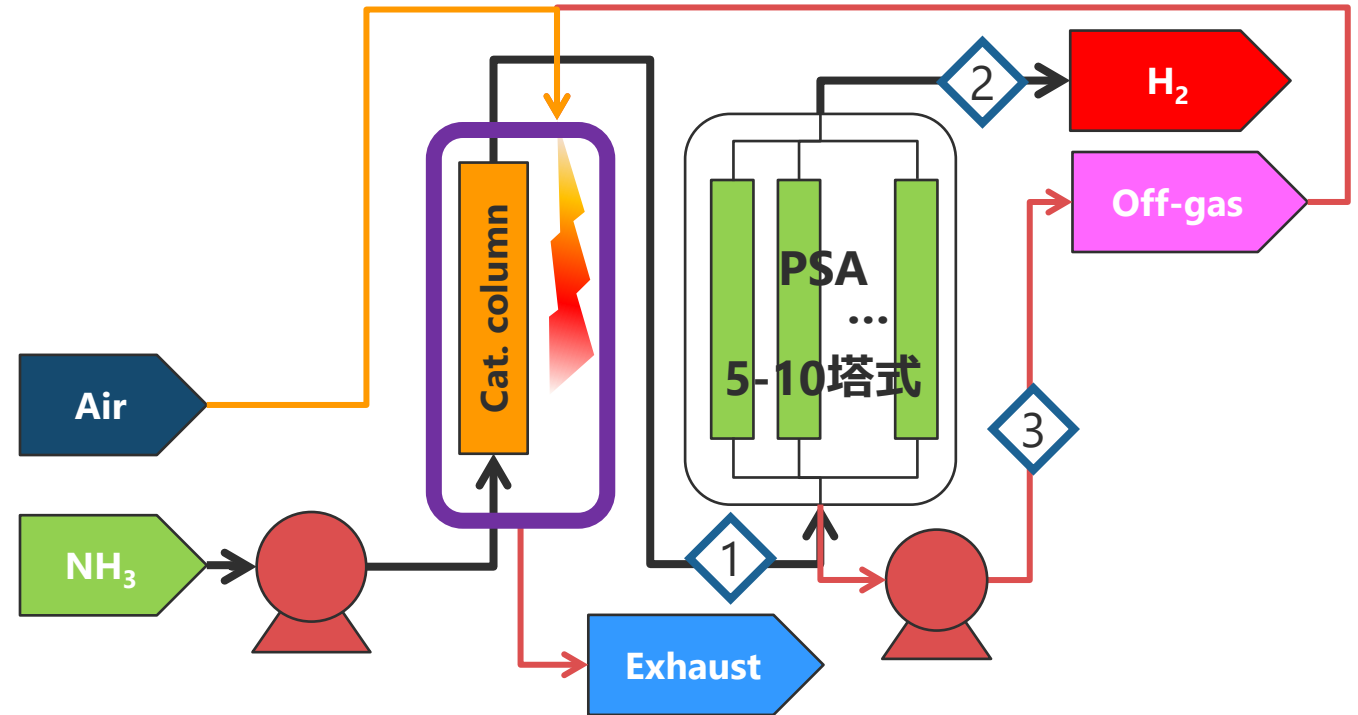 2
H₂
Off-gas
Cat. column
PSA
...
5-10塔式
Air
3
1
NH₃
Exhaust